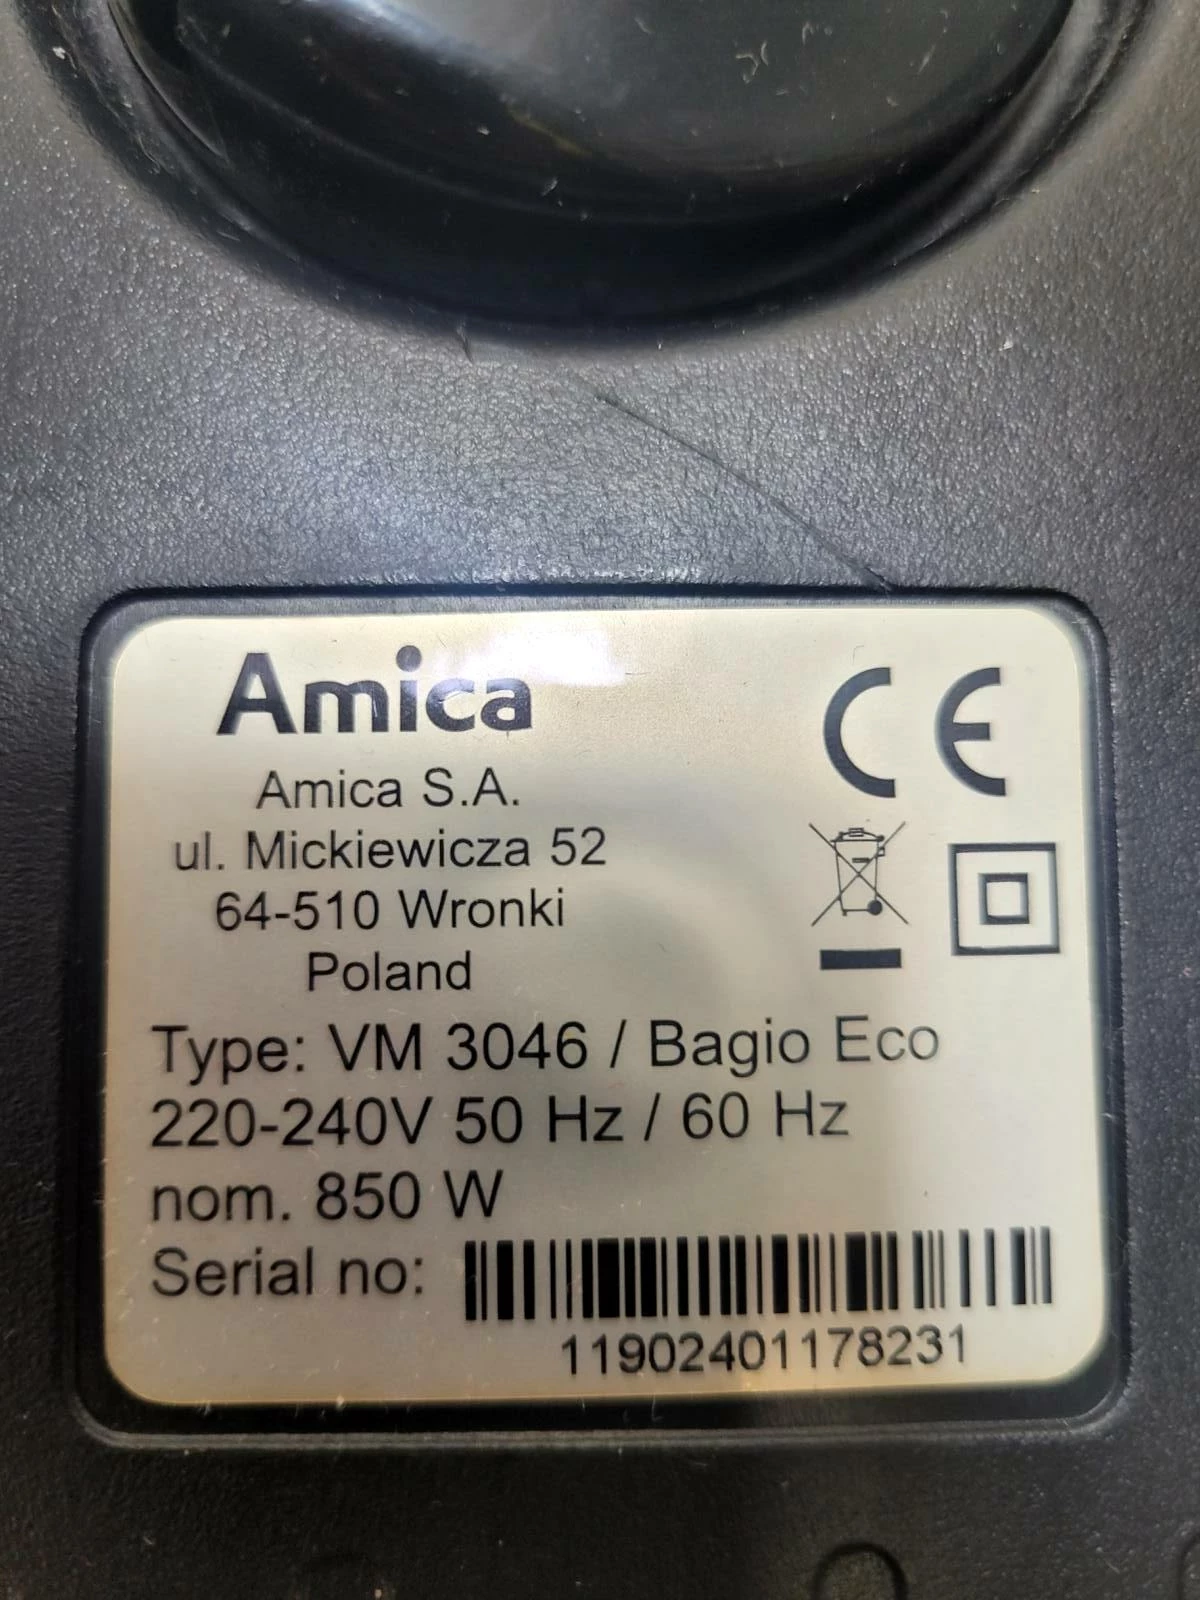 Amica
CE
Amica S.A.
ul. Mickiewicza 52
64-510 Wronki
Poland
Type: VM 3046 / Bagio Eco
220-240V 50 Hz / 60 Hz
nom. 850 W
Serial no:
11902401178231